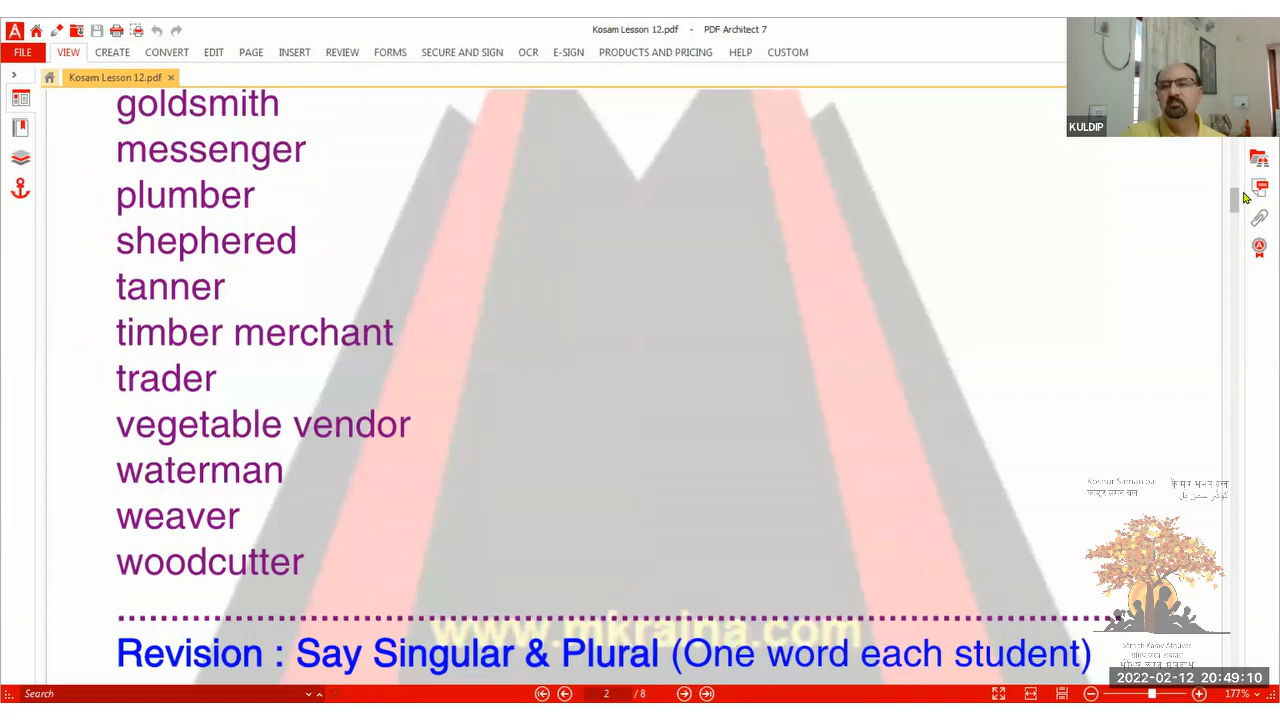 Kosam Lesson 12.pdf - PDF Architect 7
FILE VIEW CREATE CONVERT EDIT PAGE INSERT REVIEW FORMS SECURE AND SIGN OCR E-SIGN PRODUCTS AND PRICING HELP CUSTOM
Kosam Lesson 12.pdf
KULDIP
goldsmith
messenger
plumber
shephered
tanner
timber merchant
trader
vegetable vendor
waterman
weaver
woodcutter
www.mkraina.com
Revision : Say Singular & Plural (One word each student)
2022-02-12 20:49:10
Search 2 / 8 177%